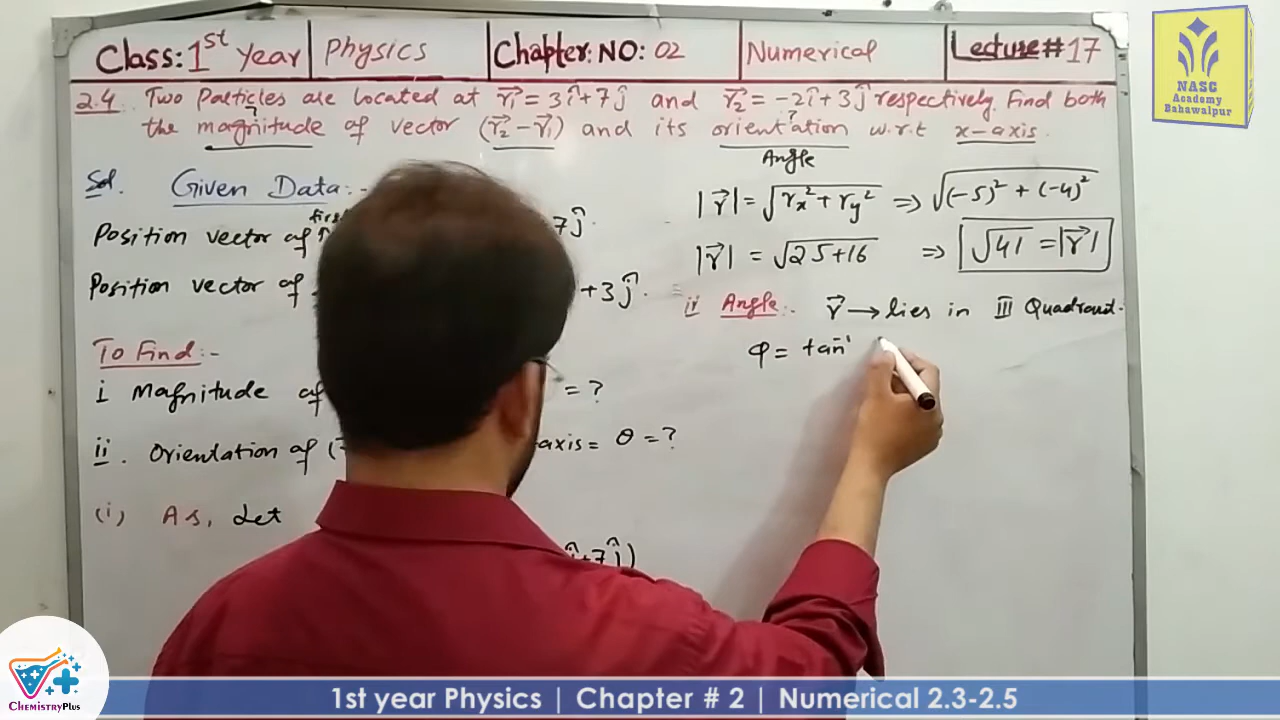 Class: 1st Year | Physics | Chapter: NO: 02 | Numerical | Lecture # 17
NASC
Academy
Bahawalpur
2.4. Two Particles are located at r⃗₁ = 3î+7ĵ and r⃗₂ = -2î+3ĵ respectively. Find both
the magnitude of vector (r⃗₂ - r⃗₁) and its orientation w.r.t x-axis.
?
?
Angle
Sol. Given Data:-
Position vector of first
7ĵ.
Position vector of
+3ĵ.
To Find:-
i Magnitude of
= ?
ii. Orientation of (
axis = θ = ?
(i) As, Let
î+7ĵ)
|r⃗| = √(rx² + ry²) ⇒ √((-5)² + (-4)²)
|r⃗| = √(25+16) ⇒ √41 = |r⃗|
ii Angle:- r⃗ → lies in III Quadrant.
φ = tan⁻¹
ChemistryPlus
1st year Physics | Chapter # 2 | Numerical 2.3-2.5